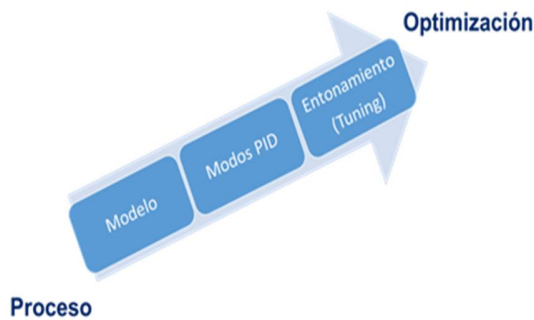 Optimización
Entonamiento
(Tuning)
Modos PID
Modelo
Proceso